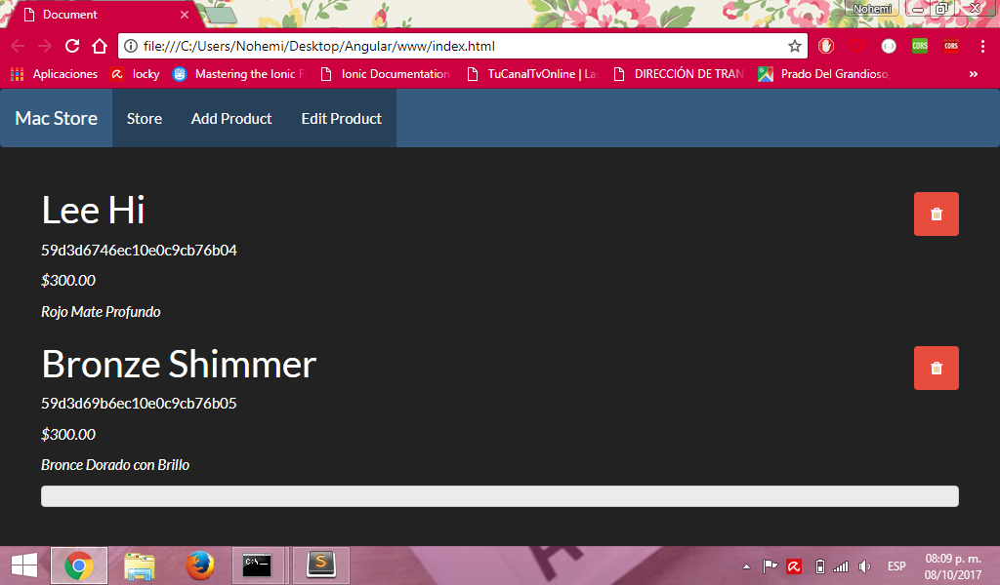 Document
Nohemi
file:///C:/Users/Nohemi/Desktop/Angular/www/index.html
CORS
CORS
Aplicaciones
locky
Mastering the Ionic F
Ionic Documentation
TuCanalTvOnline | La
DIRECCIÓN DE TRAN
Prado Del Grandioso,
»
Mac Store
Store
Add Product
Edit Product
Lee Hi
59d3d6746ec10e0c9cb76b04
$300.00
Rojo Mate Profundo
Bronze Shimmer
59d3d69b6ec10e0c9cb76b05
$300.00
Bronce Dorado con Brillo
C:\.
S
ESP
08:09 p. m.
08/10/2017